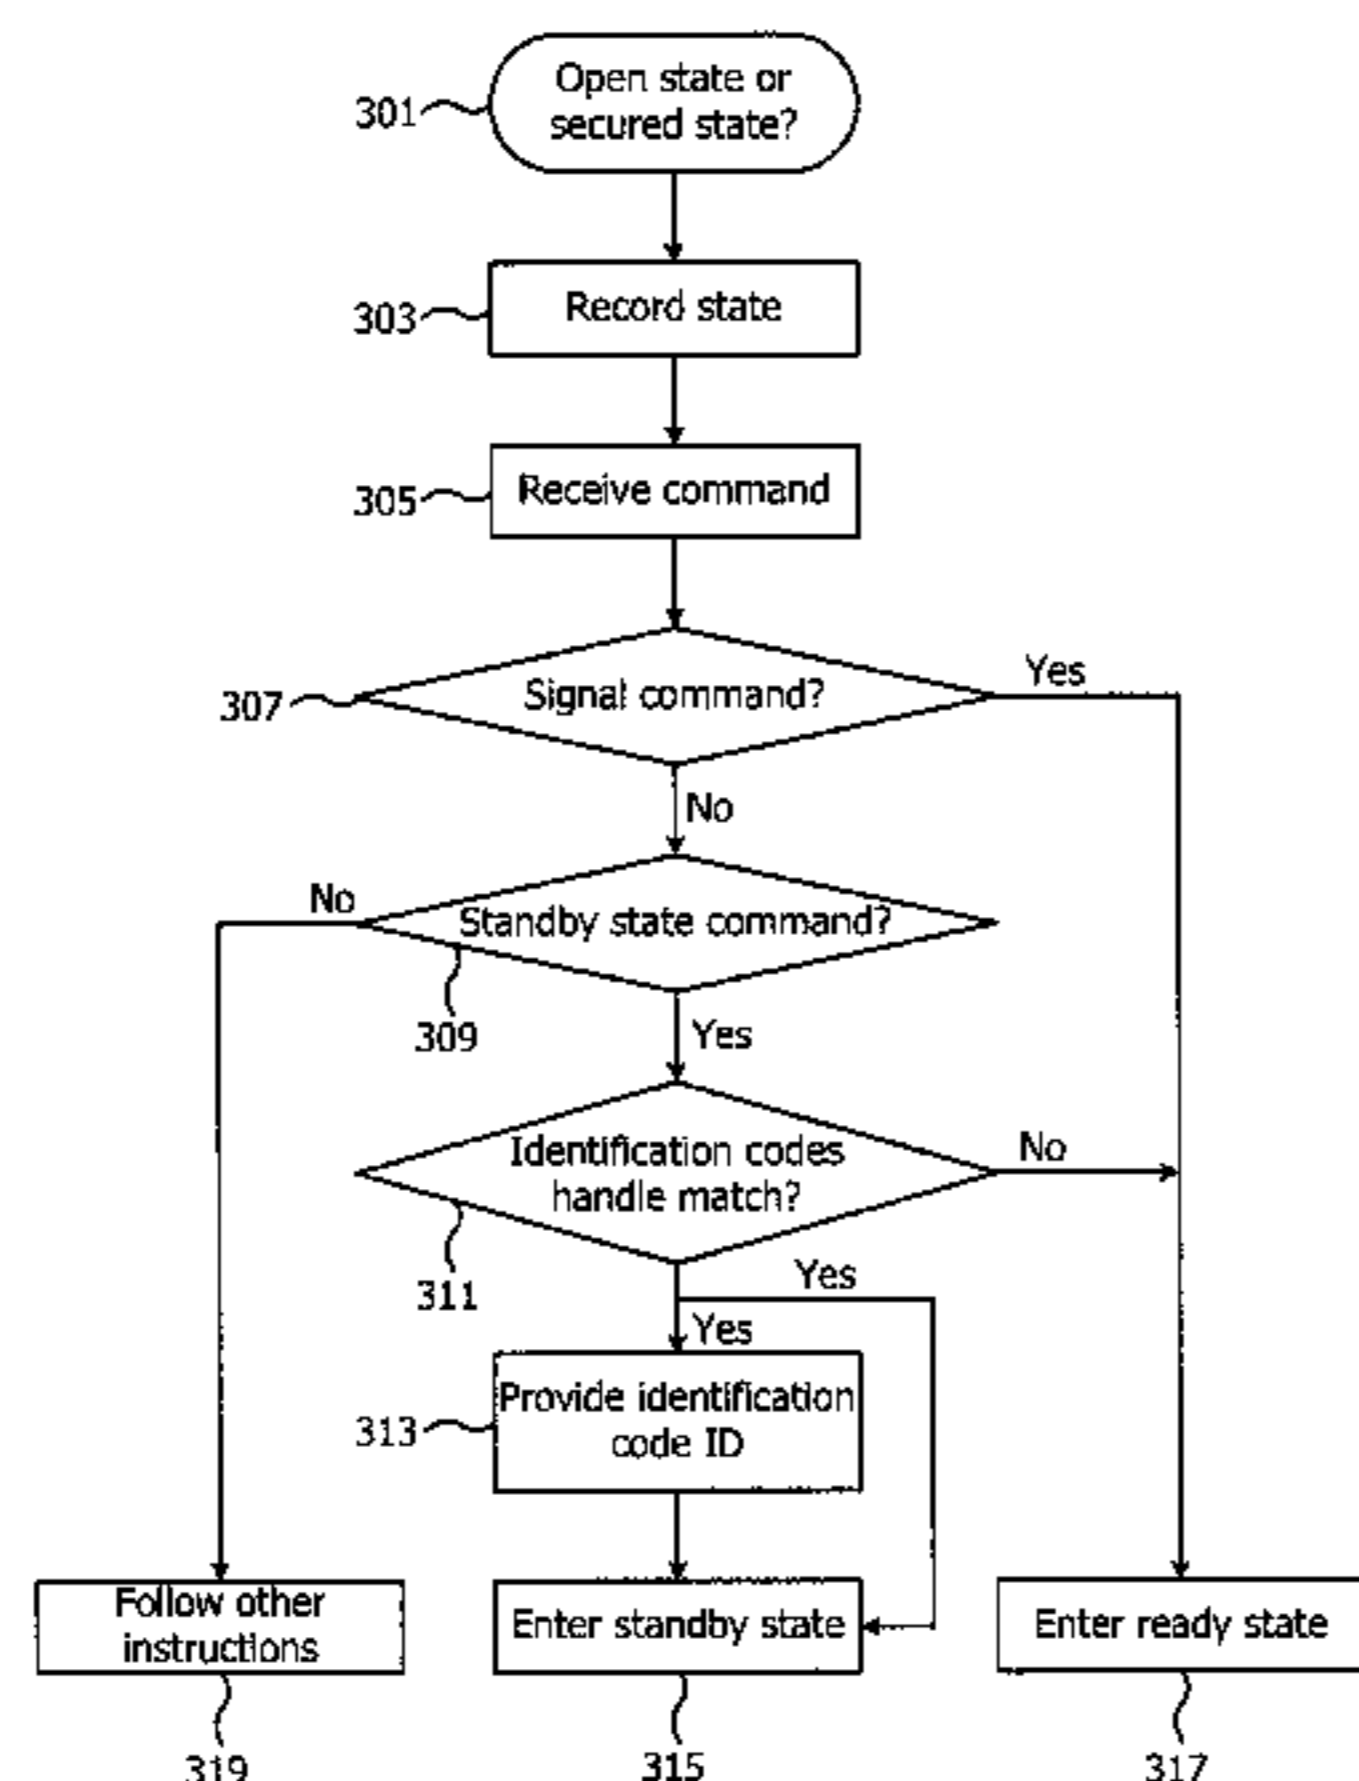 Open state or
secured state?
301
Record state
303
Receive command
305
Signal command?
307
Yes
No
Standby state command?
No
309
Yes
Identification codes
handle match?
No
311
Yes
Yes
Provide identification
code ID
313
Follow other
instructions
Enter standby state
Enter ready state
319
315
317